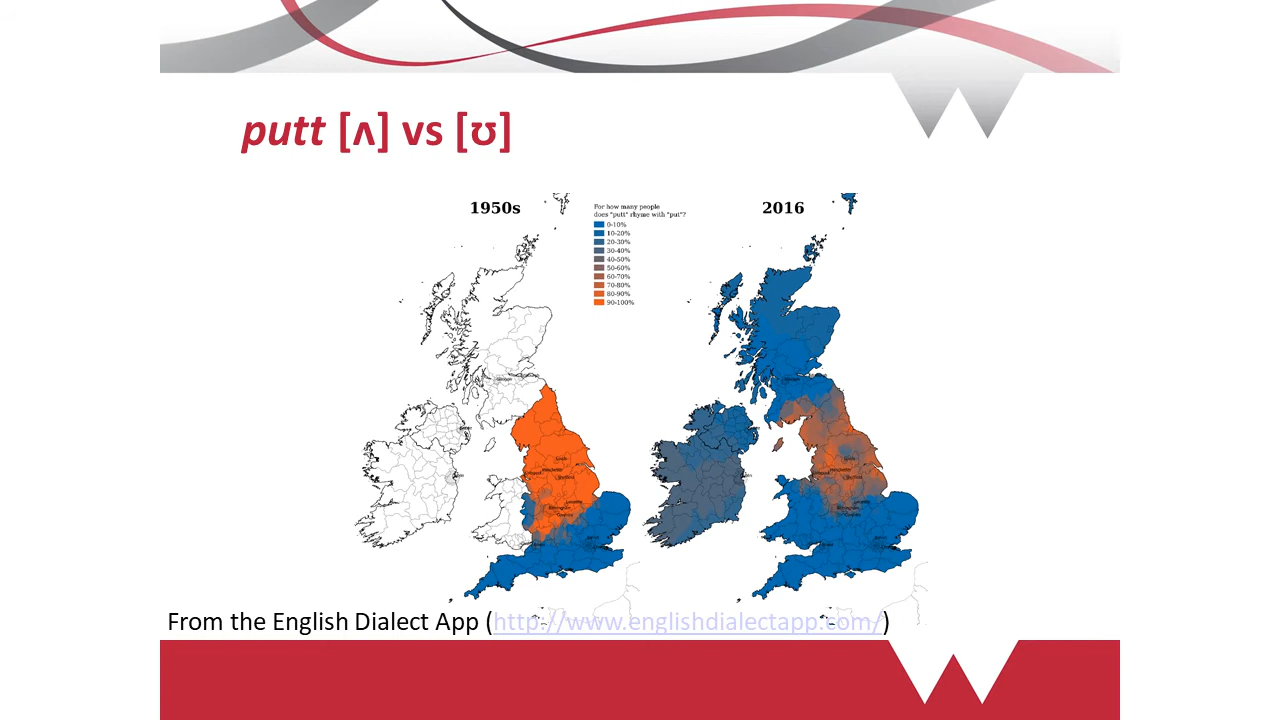 putt [ʌ] vs [ʊ]
1950s
For how many people
does "putt" rhyme with "put"?
0-10%
10-20%
20-30%
30-40%
40-50%
50-60%
60-70%
70-80%
80-90%
90-100%
2016
From the English Dialect App (http://www.englishdialectapp.com/)